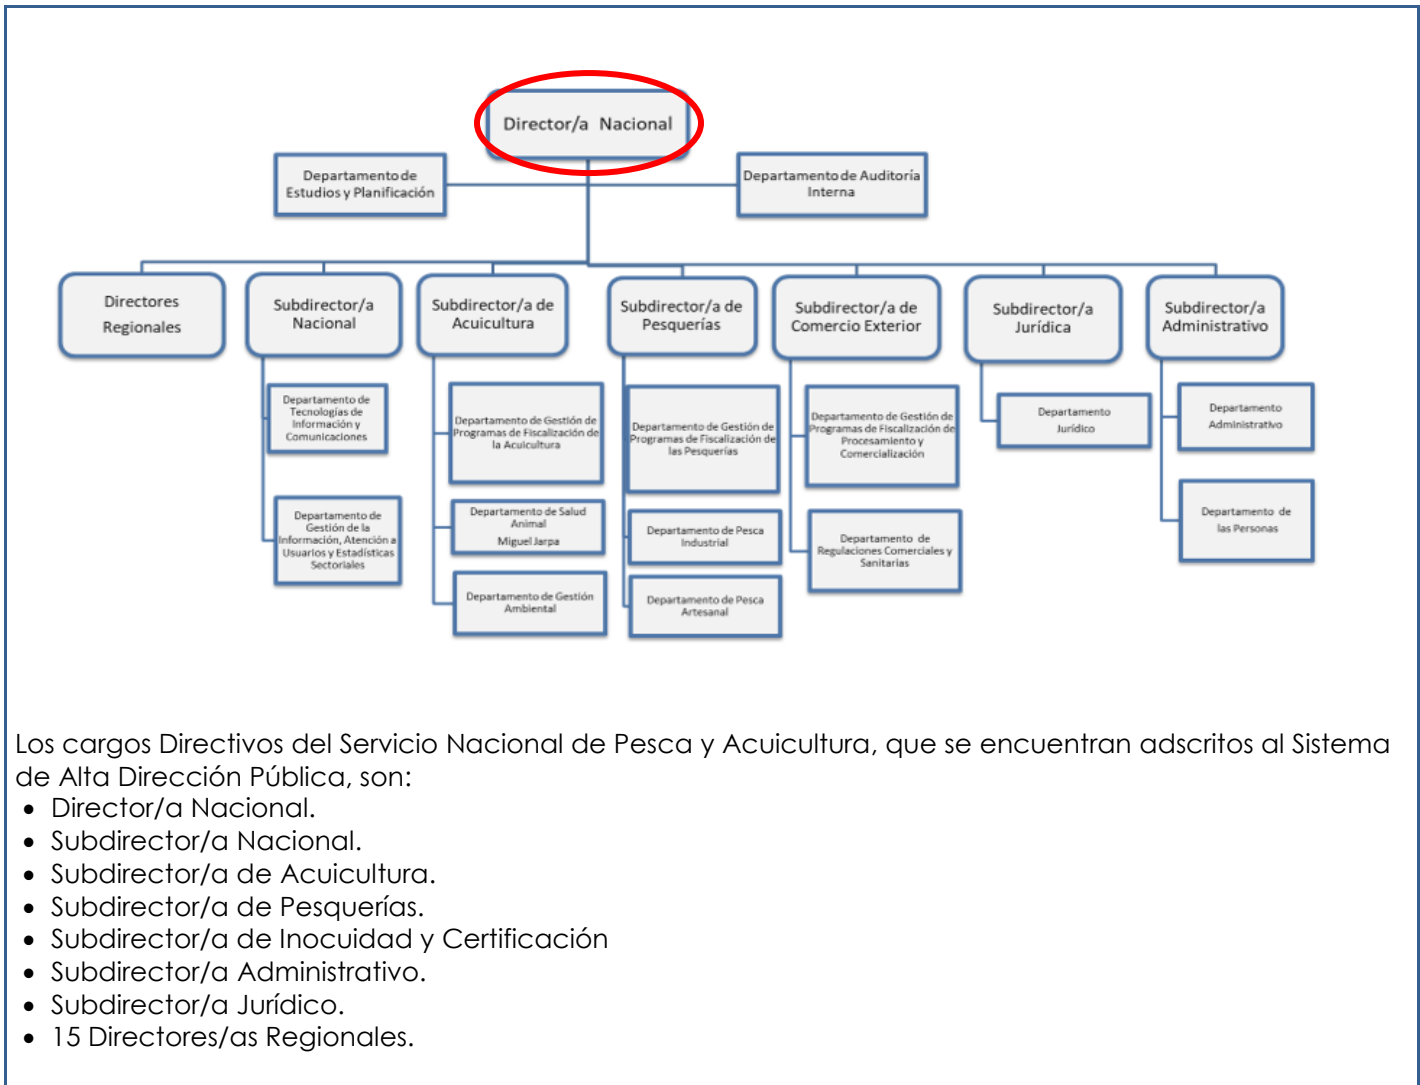 Director/a Nacional
Departamento de
Estudios y Planificación
Departamento de Auditoría
Interna
Directores
Regionales
Subdirector/a
Nacional
Subdirector/a de
Acuicultura
Subdirector/a de
Pesquerías
Subdirector/a de
Comercio Exterior
Subdirector/a
Jurídica
Subdirector/a
Administrativo
Departamento de
Tecnologías de
Información y
Comunicaciones
Departamento de
Gestión de la
Información, Atención a
Usuarios y Estadísticas
Sectoriales
Departamento de Gestión de
Programas de Fiscalización de
la Acuicultura
Departamento de Salud
Animal
Miguel Jarpa
Departamento de Gestión
Ambiental
Departamento de Gestión de
Programas de Fiscalización de
las Pesquerías
Departamento de Pesca
Industrial
Departamento de Pesca
Artesanal
Departamento de Gestión de
Programas de Fiscalización de
Procesamiento y
Comercialización
Departamento de
Regulaciones Comerciales y
Sanitarias
Departamento
Jurídico
Departamento
Administrativo
Departamento de
las Personas
Los cargos Directivos del Servicio Nacional de Pesca y Acuicultura, que se encuentran adscritos al Sistema
de Alta Dirección Pública, son:
• Director/a Nacional.
• Subdirector/a Nacional.
• Subdirector/a de Acuicultura.
• Subdirector/a de Pesquerías.
• Subdirector/a de Inocuidad y Certificación
• Subdirector/a Administrativo.
• Subdirector/a Jurídico.
• 15 Directores/as Regionales.